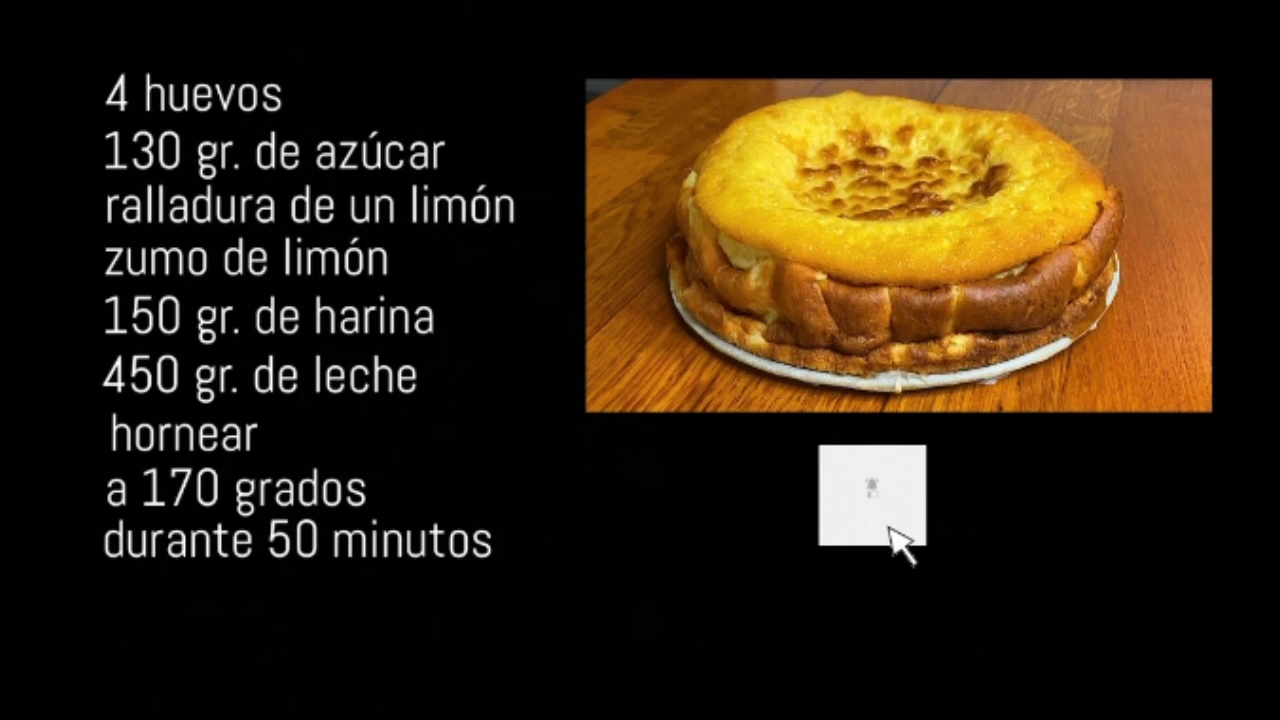 4 huevos
130 gr. de azúcar
ralladura de un limón
zumo de limón
150 gr. de harina
450 gr. de leche
hornear
a 170 grados
durante 50 minutos